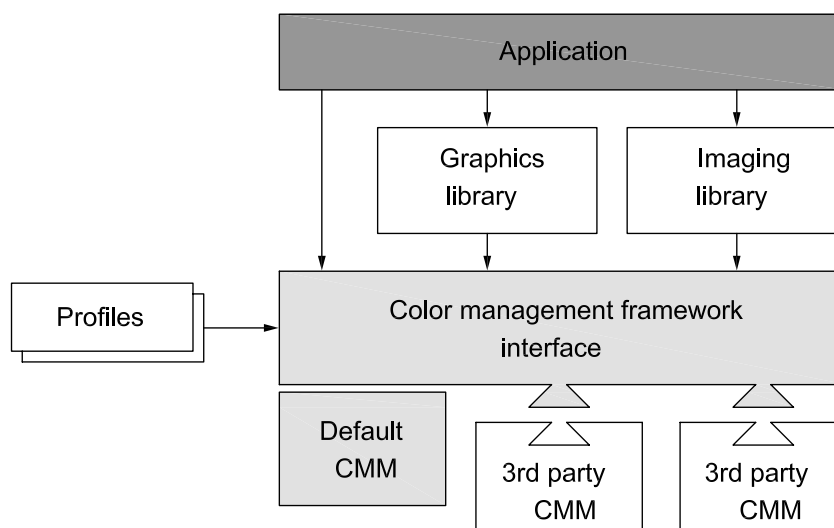 Application
Graphics
library
Imaging
library
Profiles
Color management framework
interface
Default
CMM
3rd party
CMM
3rd party
CMM